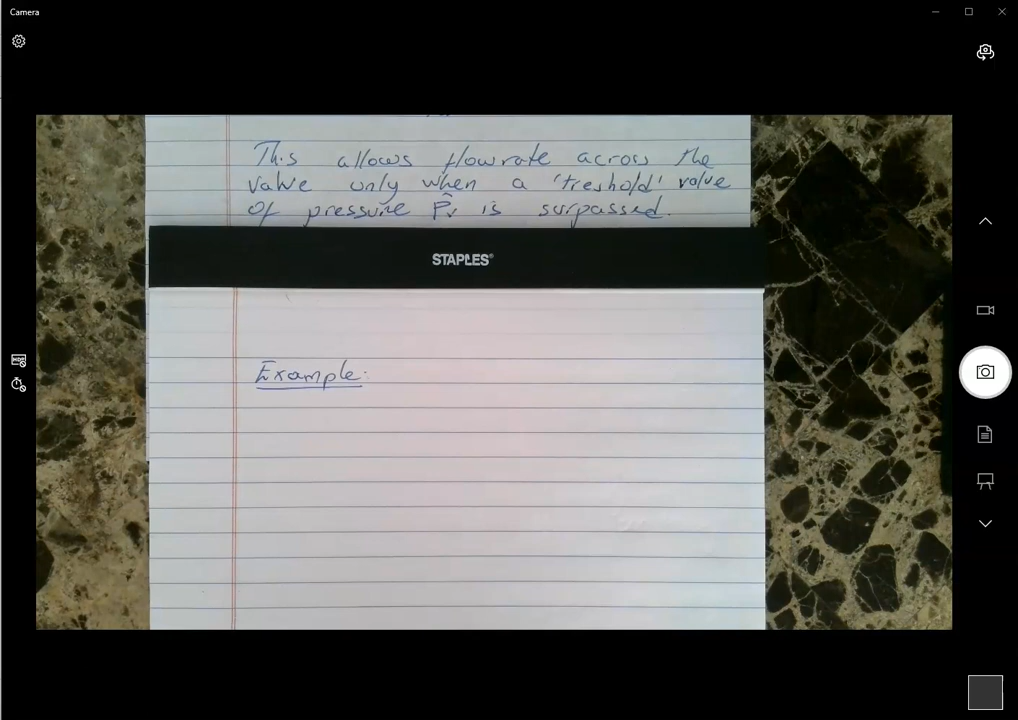 Camera
This allows flowrate across the
valve only when a 'treshold' value
of pressure P̂v is surpassed.
STAPLES®
Example: